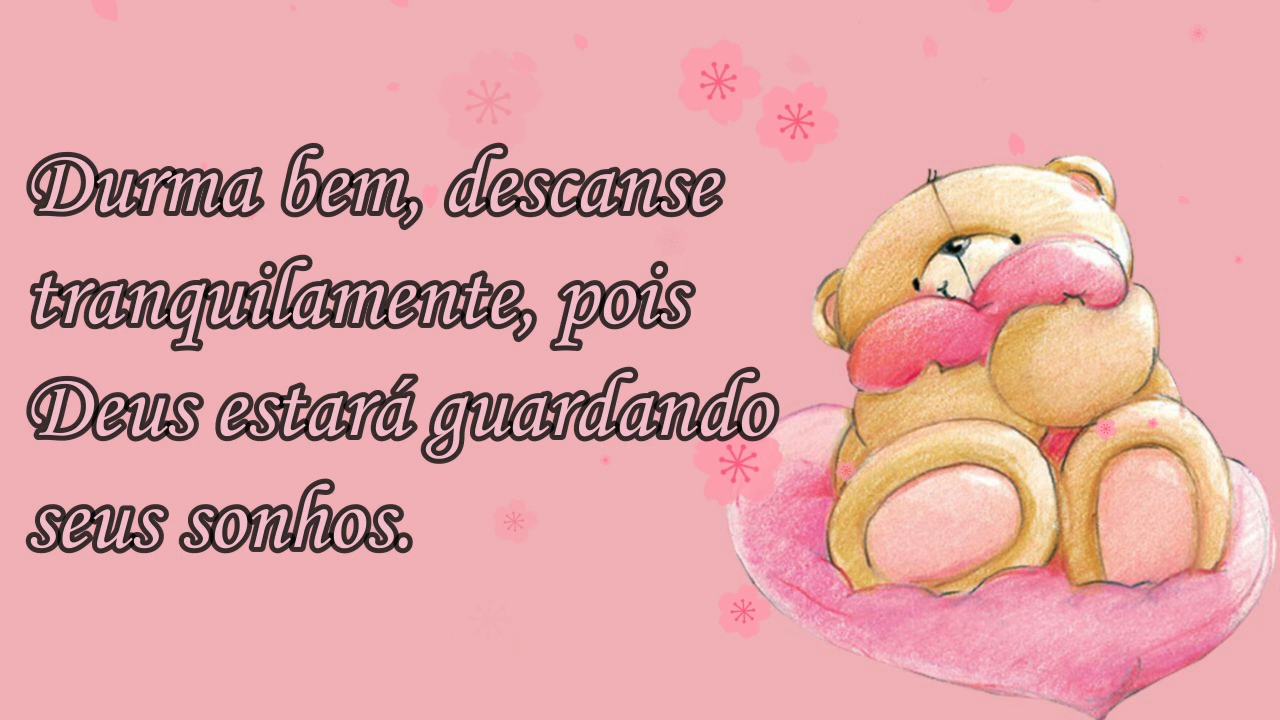 Durma bem, descanse
tranquilamente, pois
Deus estará guardando
seus sonhos.